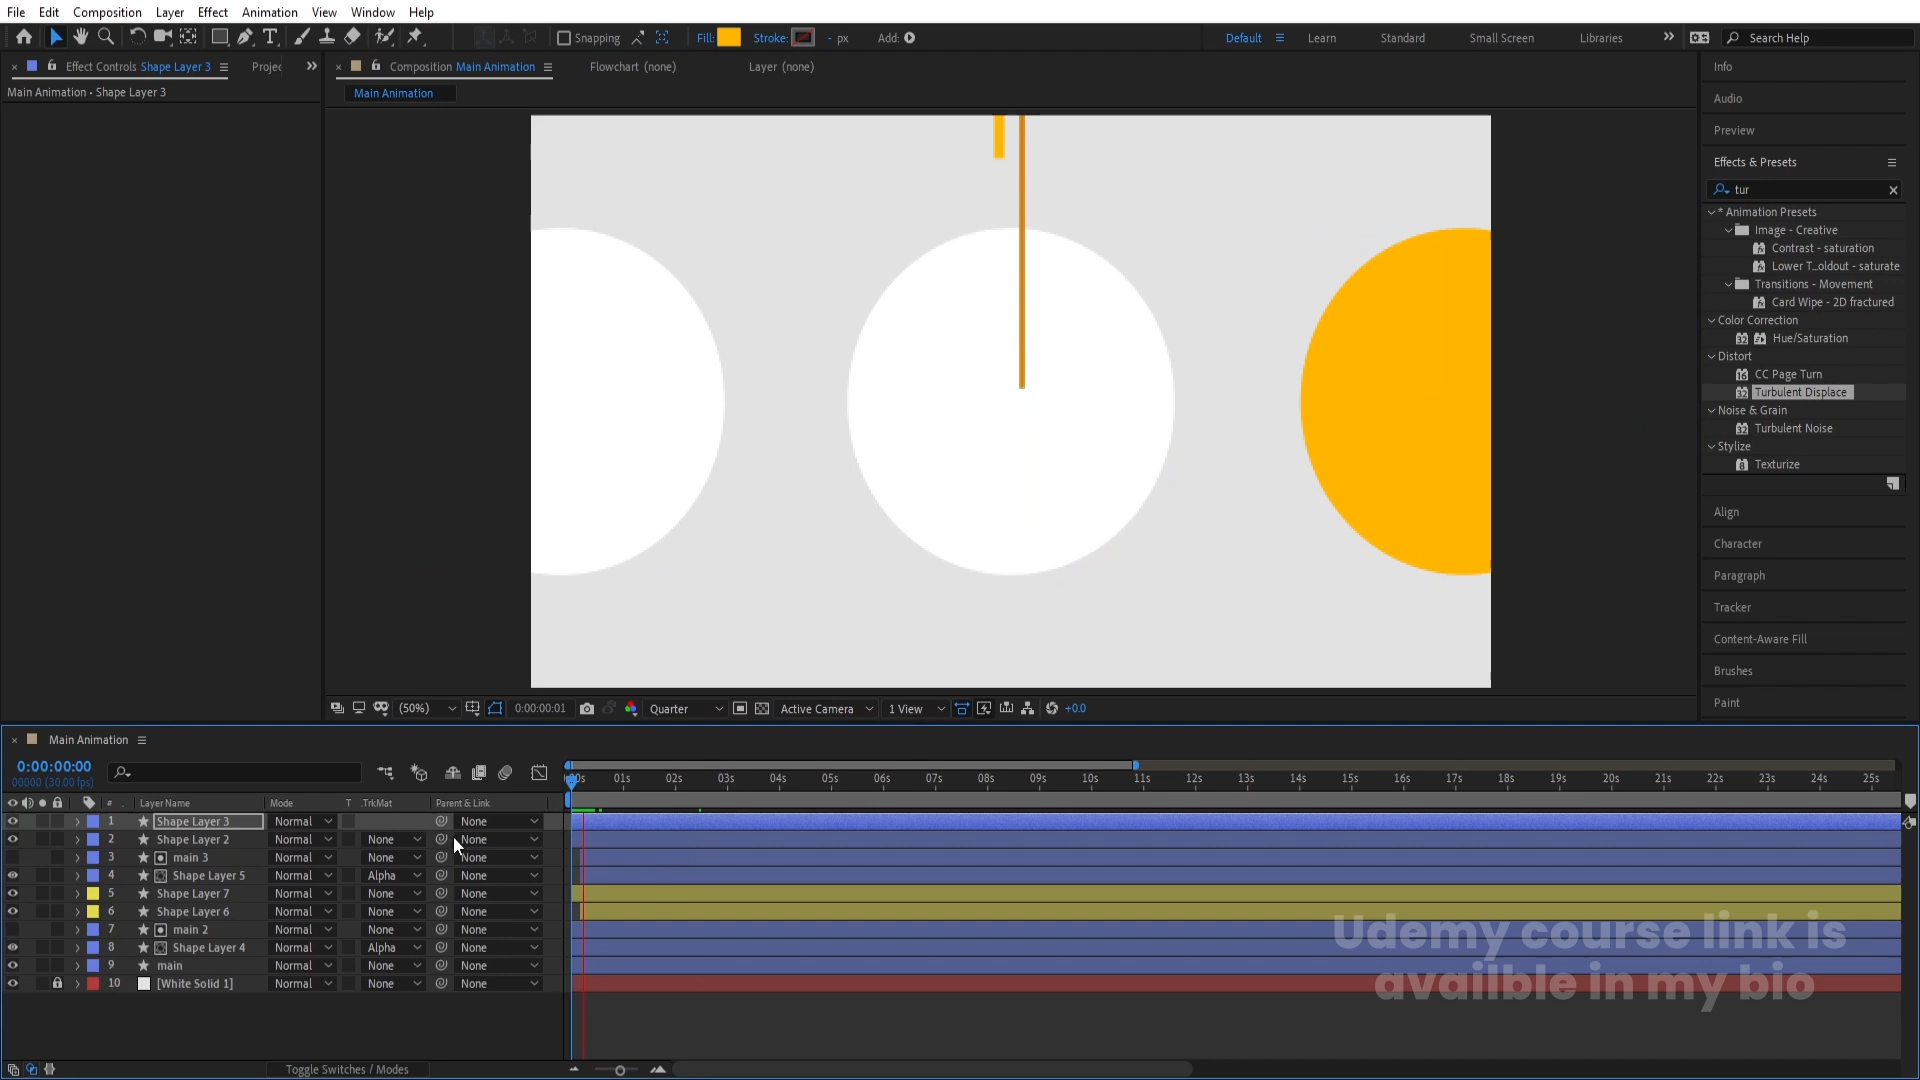 File Edit Composition Layer Effect Animation View Window Help
Snapping Fill: Stroke: - px Add: Default Learn Standard Small Screen Libraries Search Help
Effect Controls Shape Layer 3 Projec Composition Main Animation Flowchart (none) Layer (none) Info
Main Animation • Shape Layer 3 Main Animation
Audio
Preview
Effects & Presets
tur
* Animation Presets
Image - Creative
Contrast - saturation
Lower T...oldout - saturate
Transitions - Movement
Card Wipe - 2D fractured
Color Correction
Hue/Saturation
Distort
CC Page Turn
Turbulent Displace
Noise & Grain
Turbulent Noise
Stylize
Texturize
Align
Character
Paragraph
Tracker
Content-Aware Fill
Brushes
Paint
(50%) 0:00:00:01 Quarter Active Camera 1 View +0.0
Main Animation
0:00:00:00
00000 (30.00 fps)
:00s 01s 02s 03s 04s 05s 06s 07s 08s 09s 10s 11s 12s 13s 14s 15s 16s 17s 18s 19s 20s 21s 22s 23s 24s 25s
# . Layer Name Mode T .TrkMat Parent & Link
1 Shape Layer 3 Normal None
2 Shape Layer 2 Normal None None
3 main 3 Normal None None
4 Shape Layer 5 Normal Alpha None
5 Shape Layer 7 Normal None None
6 Shape Layer 6 Normal None None
7 main 2 Normal None None
8 Shape Layer 4 Normal Alpha None
9 main Normal None None
10 [White Solid 1] Normal None None
Udemy course link is
availble in my bio
Toggle Switches / Modes